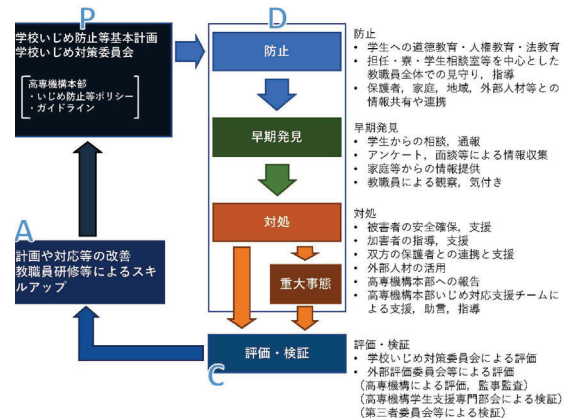 P
学校いじめ防止等基本計画
学校いじめ対策委員会
高専機構本部
・いじめ防止等ポリシー
・ガイドライン
A
計画や対応等の改善
教職員研修等によるスキ
ルアップ
D
防止
早期発見
対処
重大事態
評価・検証
C
防止
• 学生への道徳教育・人権教育・法教育
• 担任・寮・学生相談室等を中心とした
教職員全体での見守り，指導
• 保護者，家庭，地域，外部人材等との
情報共有や連携
早期発見
• 学生からの相談，通報
• アンケート，面談等による情報収集
• 家庭等からの情報提供
• 教職員による観察，気付き
対処
• 被害者の安全確保，支援
• 加害者の指導，支援
• 双方の保護者との連携と支援
• 外部人材の活用
• 高専機構本部への報告
• 高専機構本部いじめ対応支援チーム
による支援，助言，指導
評価・検証
• 学校いじめ対策委員会による評価
• 外部評価委員会等による評価
（高専機構による評価，監事監査）
（高専機構学生支援専門部会による検証）
（第三者委員会等による検証）